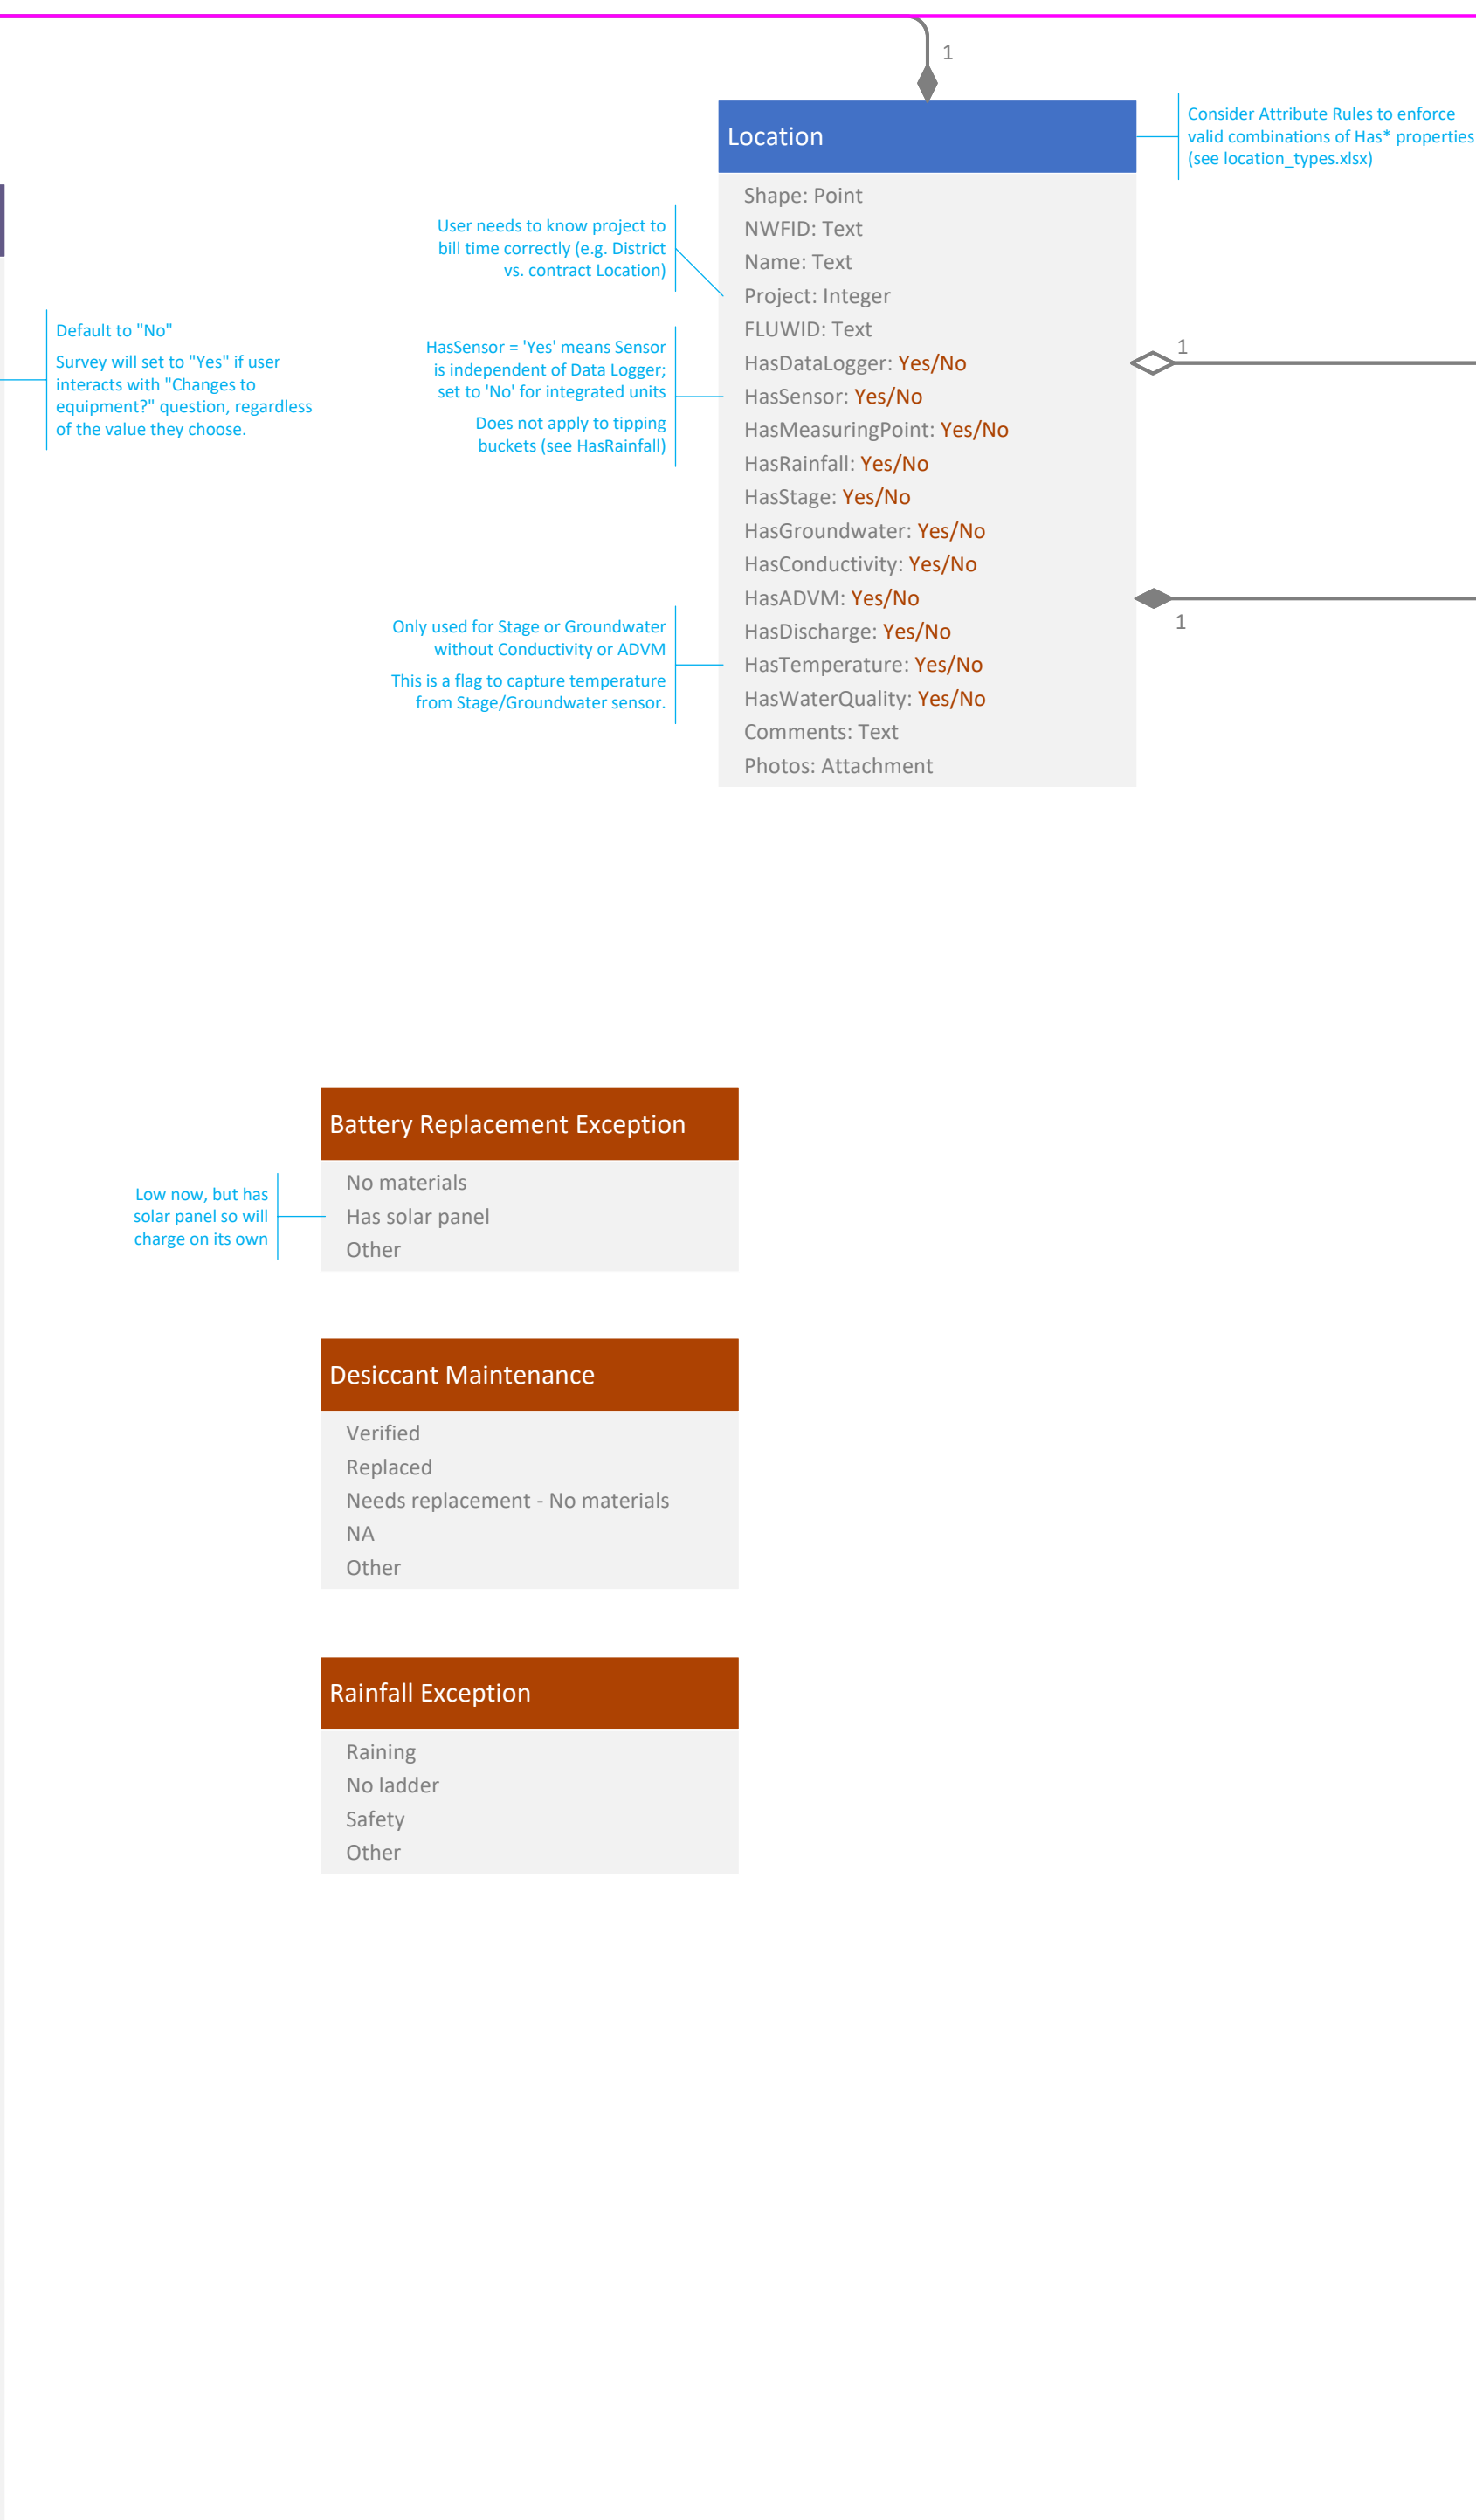 1
Location
Consider Attribute Rules to enforce
valid combinations of Has* properties
(see location_types.xlsx)
Shape: Point
NWFID: Text
Name: Text
Project: Integer
FLUWID: Text
HasDataLogger: Yes/No
HasSensor: Yes/No
HasMeasuringPoint: Yes/No
HasRainfall: Yes/No
HasStage: Yes/No
HasGroundwater: Yes/No
HasConductivity: Yes/No
HasADVM: Yes/No
HasDischarge: Yes/No
HasTemperature: Yes/No
HasWaterQuality: Yes/No
Comments: Text
Photos: Attachment
User needs to know project to
bill time correctly (e.g. District
vs. contract Location)
Default to "No"
Survey will set to "Yes" if user
interacts with "Changes to
equipment?" question, regardless
of the value they choose.
HasSensor = 'Yes' means Sensor
is independent of Data Logger;
set to 'No' for integrated units
Does not apply to tipping
buckets (see HasRainfall)
1
1
Only used for Stage or Groundwater
without Conductivity or ADVM
This is a flag to capture temperature
from Stage/Groundwater sensor.
Battery Replacement Exception
No materials
Has solar panel
Other
Low now, but has
solar panel so will
charge on its own
Desiccant Maintenance
Verified
Replaced
Needs replacement - No materials
NA
Other
Rainfall Exception
Raining
No ladder
Safety
Other